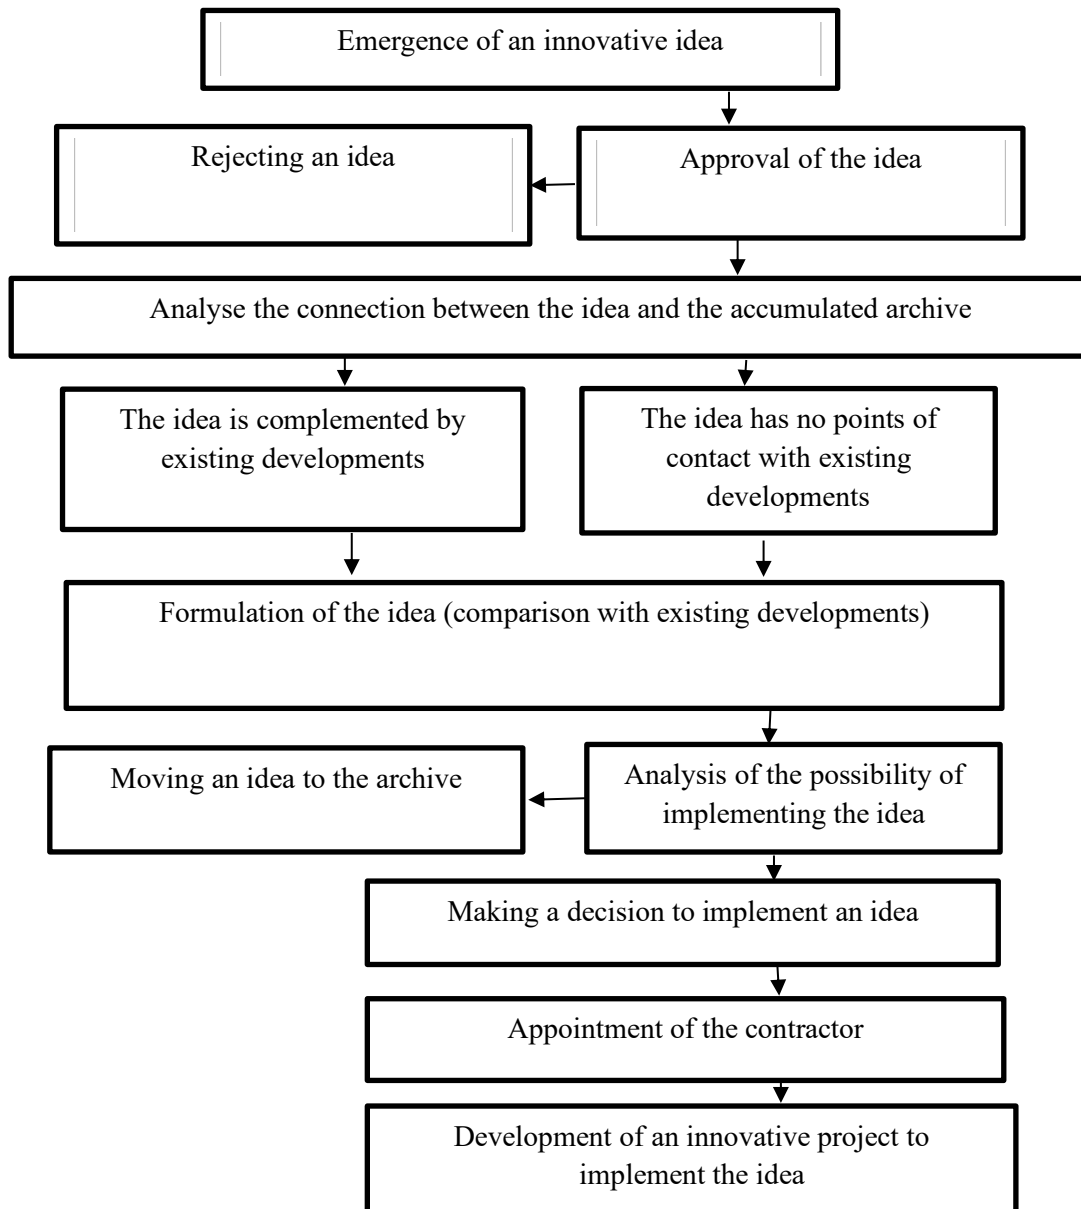 Emergence of an innovative idea
Rejecting an idea
Approval of the idea
Analyse the connection between the idea and the accumulated archive
The idea is complemented by
existing developments
The idea has no points of
contact with existing
developments
Formulation of the idea (comparison with existing developments)
Moving an idea to the archive
Analysis of the possibility of
implementing the idea
Making a decision to implement an idea
Appointment of the contractor
Development of an innovative project to
implement the idea